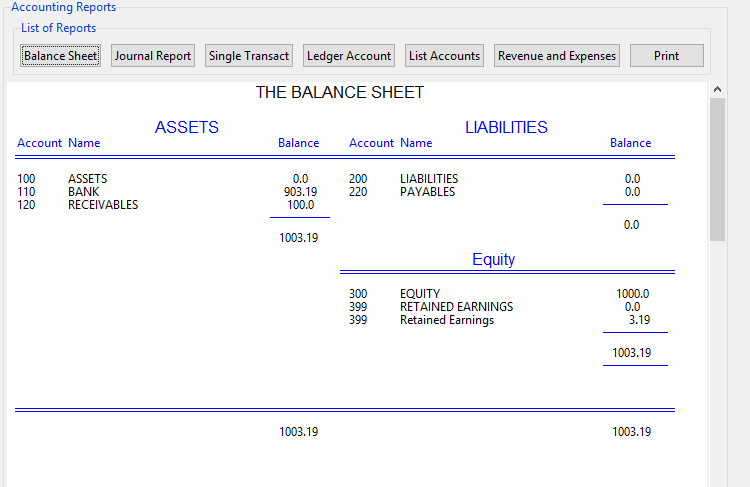 Accounting Reports
List of Reports
Balance Sheet Journal Report Single Transact Ledger Account List Accounts Revenue and Expenses Print
THE BALANCE SHEET
ASSETS LIABILITIES
Account Name Balance Account Name Balance
100 ASSETS 0.0 200 LIABILITIES 0.0
110 BANK 903.19 220 PAYABLES 0.0
120 RECEIVABLES 100.0
0.0
1003.19
Equity
300 EQUITY 1000.0
399 RETAINED EARNINGS 0.0
399 Retained Earnings 3.19
1003.19
1003.19 1003.19